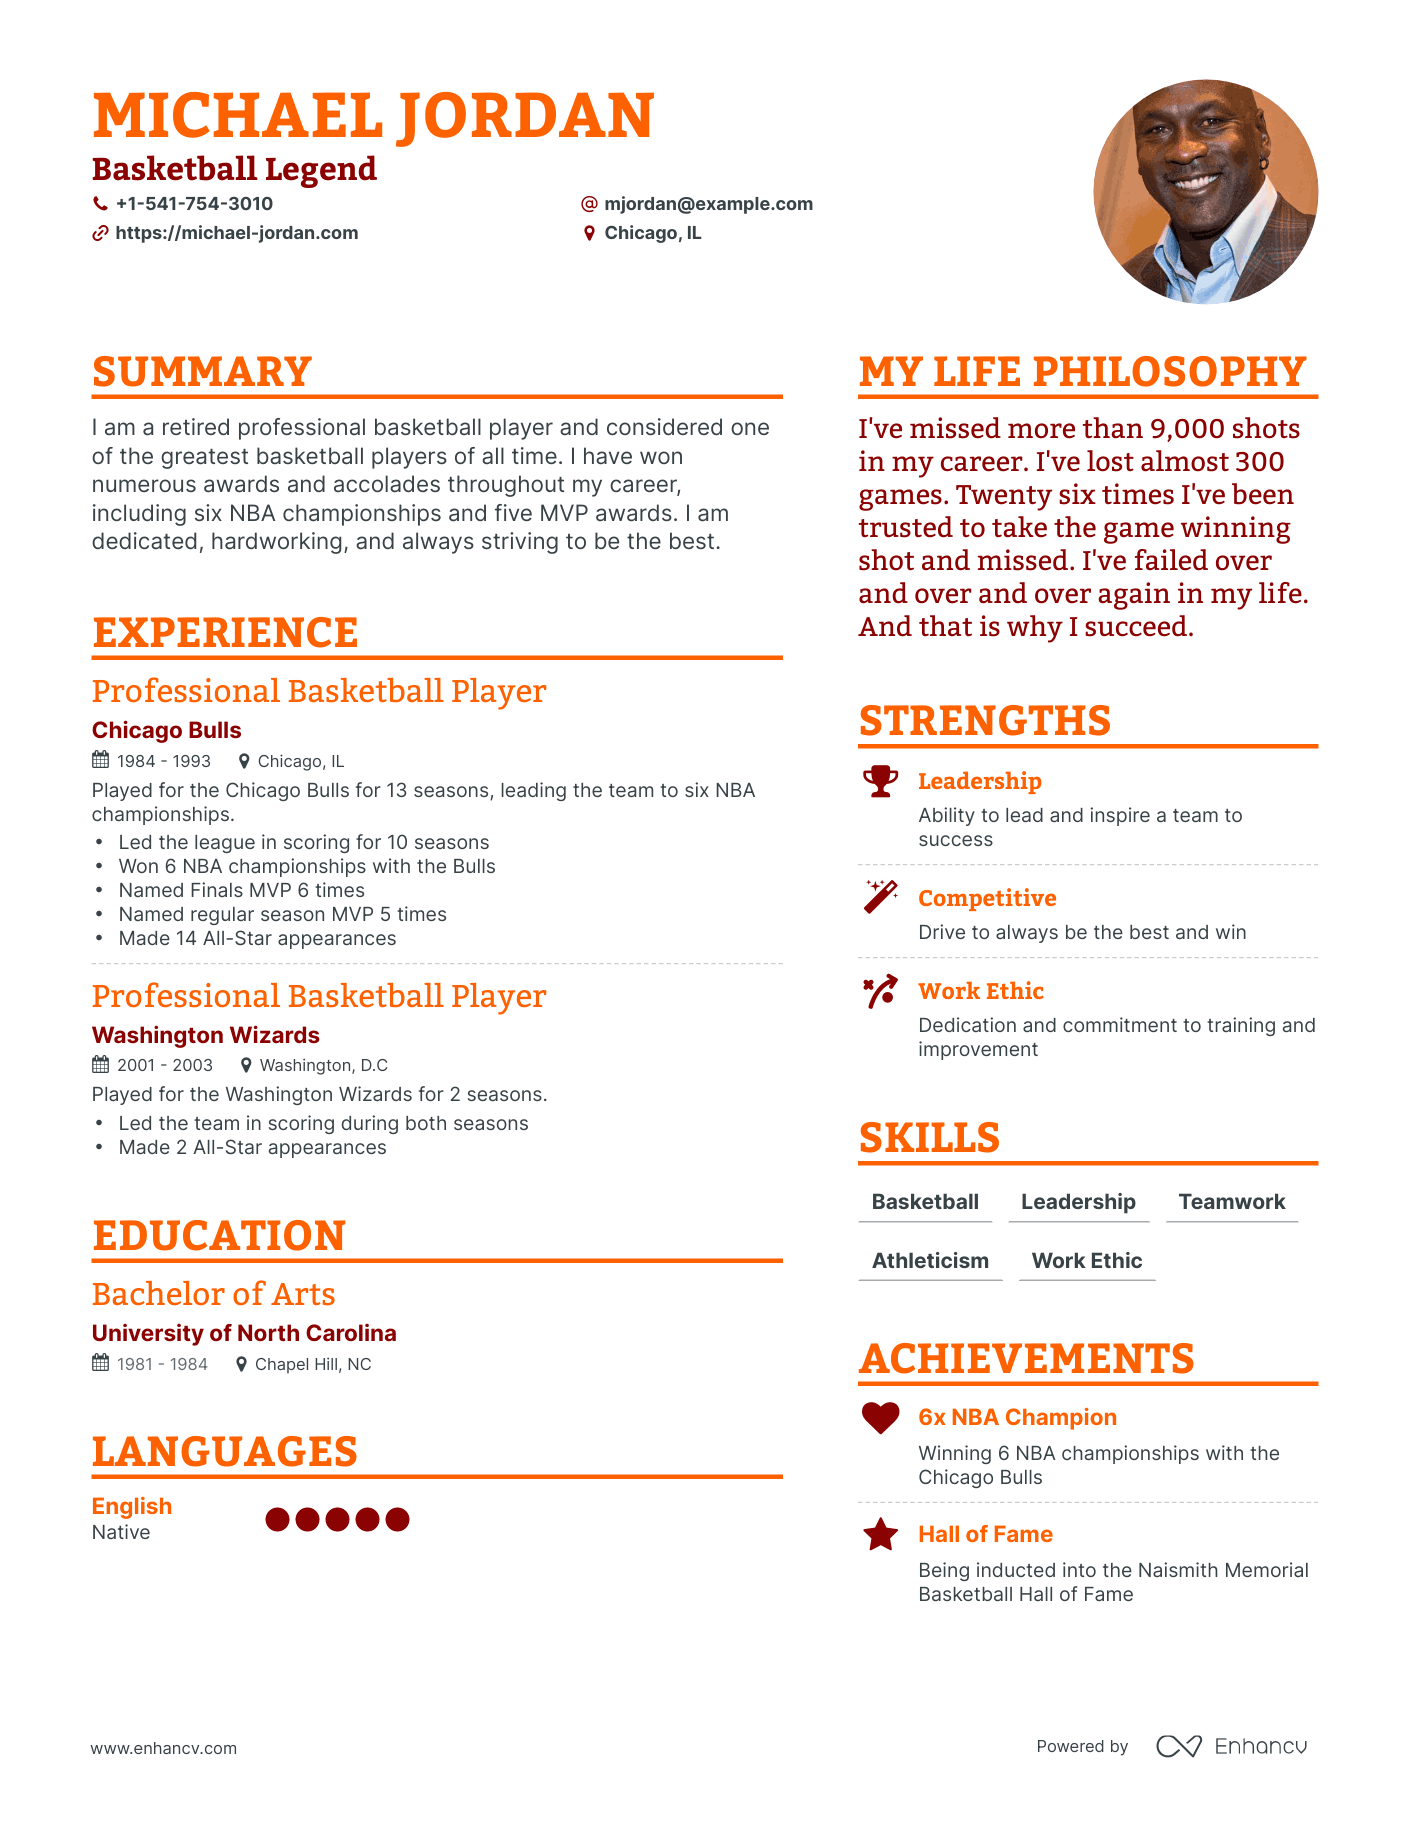 MICHAEL JORDAN
Basketball Legend
+1-541-754-3010
@ mjordan@example.com
https://michael-jordan.com
Chicago, IL
SUMMARY
I am a retired professional basketball player and considered one
of the greatest basketball players of all time. I have won
numerous awards and accolades throughout my career,
including six NBA championships and five MVP awards. I am
dedicated, hardworking, and always striving to be the best.
EXPERIENCE
Professional Basketball Player
Chicago Bulls
1984 - 1993 Chicago, IL
Played for the Chicago Bulls for 13 seasons, leading the team to six NBA
championships.
• Led the league in scoring for 10 seasons
• Won 6 NBA championships with the Bulls
• Named Finals MVP 6 times
• Named regular season MVP 5 times
• Made 14 All-Star appearances
Professional Basketball Player
Washington Wizards
2001 - 2003 Washington, D.C
Played for the Washington Wizards for 2 seasons.
• Led the team in scoring during both seasons
• Made 2 All-Star appearances
EDUCATION
Bachelor of Arts
University of North Carolina
1981 - 1984 Chapel Hill, NC
LANGUAGES
English
Native
MY LIFE PHILOSOPHY
I've missed more than 9,000 shots
in my career. I've lost almost 300
games. Twenty six times I've been
trusted to take the game winning
shot and missed. I've failed over
and over and over again in my life.
And that is why I succeed.
STRENGTHS
Leadership
Ability to lead and inspire a team to
success
Competitive
Drive to always be the best and win
Work Ethic
Dedication and commitment to training and
improvement
SKILLS
Basketball Leadership Teamwork
Athleticism Work Ethic
ACHIEVEMENTS
6x NBA Champion
Winning 6 NBA championships with the
Chicago Bulls
Hall of Fame
Being inducted into the Naismith Memorial
Basketball Hall of Fame
www.enhancv.com
Powered by Enhancv